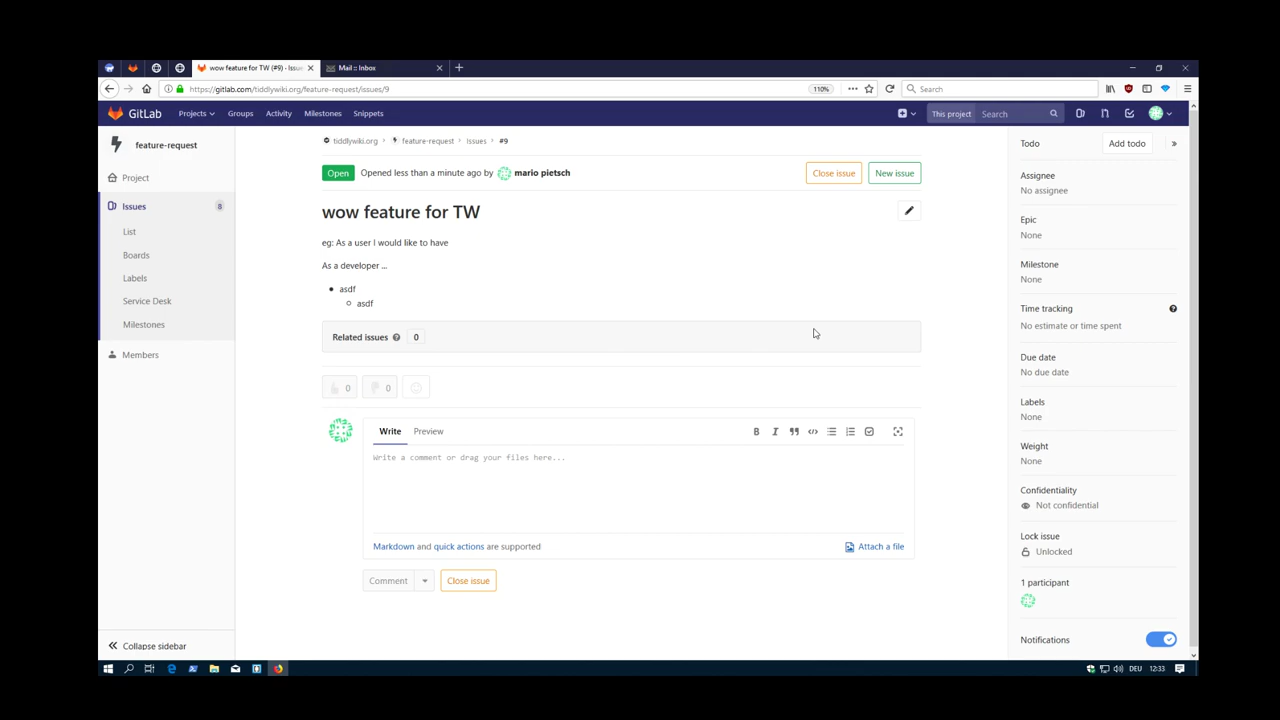 wow feature for TW (#9) · Issu
Mail :: Inbox
https://gitlab.com/tiddlywiki.org/feature-request/issues/9
110%
Search
GitLab
Projects
Groups
Activity
Milestones
Snippets
This project
Search
feature-request
Project
Issues
8
List
Boards
Labels
Service Desk
Milestones
Members
Collapse sidebar
tiddlywiki.org
feature-request
Issues
#9
Open
Opened less than a minute ago by mario pietsch
Close issue
New issue
wow feature for TW
eg: As a user I would like to have
As a developer ...
asdf
asdf
Related issues
?
0
0
0
Write
Preview
Write a comment or drag your files here...
Markdown and quick actions are supported
Attach a file
Comment
Close issue
Todo
Add todo
Assignee
No assignee
Epic
None
Milestone
None
Time tracking
?
No estimate or time spent
Due date
No due date
Labels
None
Weight
None
Confidentiality
Not confidential
Lock issue
Unlocked
1 participant
Notifications
DEU
12:33